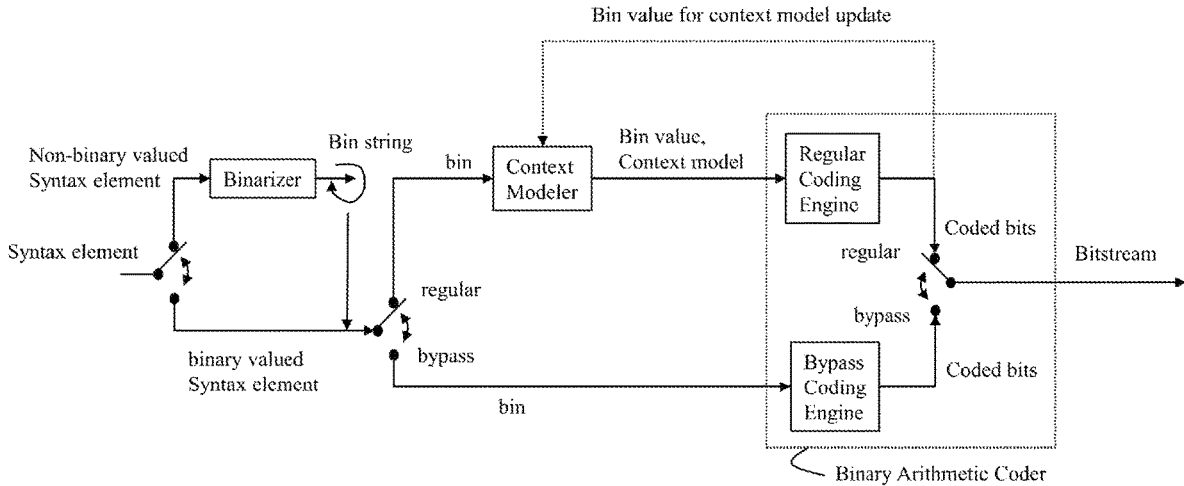 Bin value for context model update
Non-binary valued
Syntax element
Binarizer
Bin string
bin
Context
Modeler
Bin value,
Context model
Regular
Coding
Engine
Coded bits
Syntax element
regular
bypass
regular
bypass
Bitstream
binary valued
Syntax element
bin
Bypass
Coding
Engine
Coded bits
Binary Arithmetic Coder